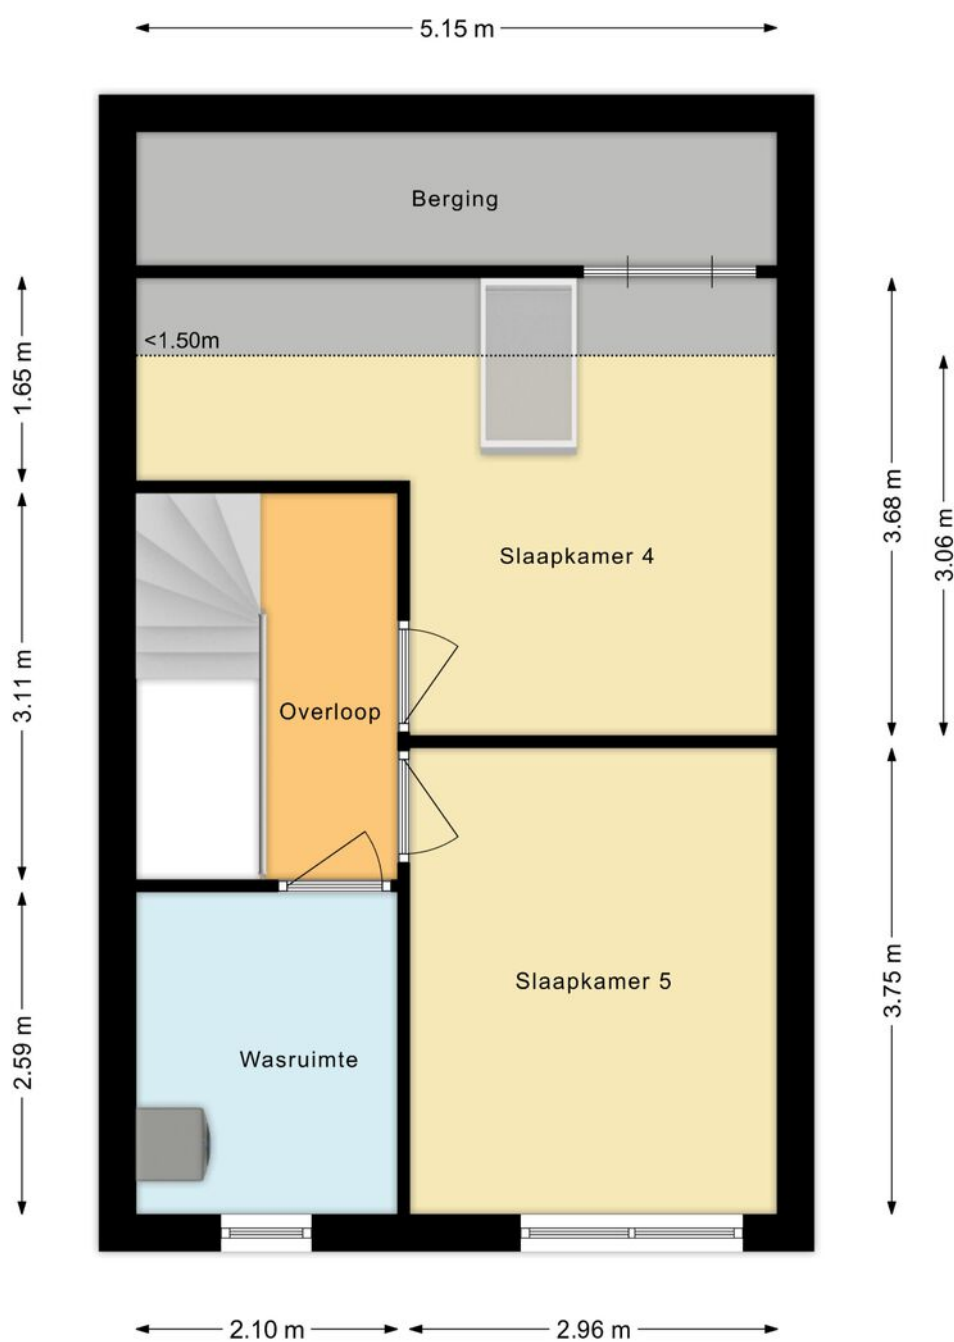 5.15 m
Berging
<1.50m
1.65 m
3.68 m
3.06 m
Slaapkamer 4
3.11 m
Overloop
3.75 m
Slaapkamer 5
2.59 m
Wasruimte
2.10 m
2.96 m